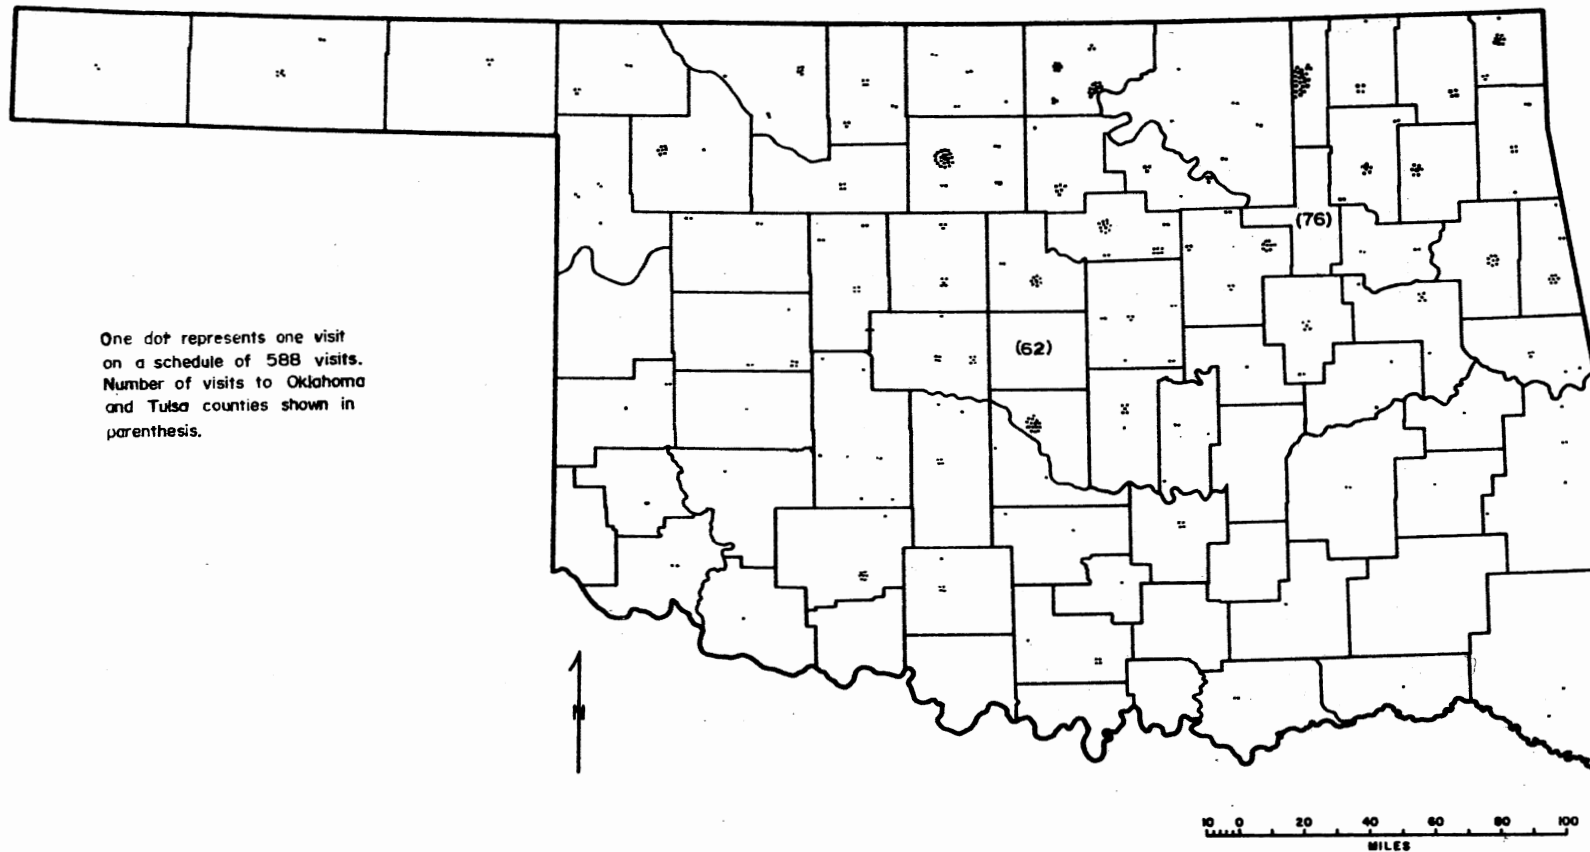 (76)
(62)
One dot represents one visit
on a schedule of 588 visits.
Number of visits to Oklahoma
and Tulsa counties shown in
parenthesis.
N
10 0 20 40 60 80 100
MILES